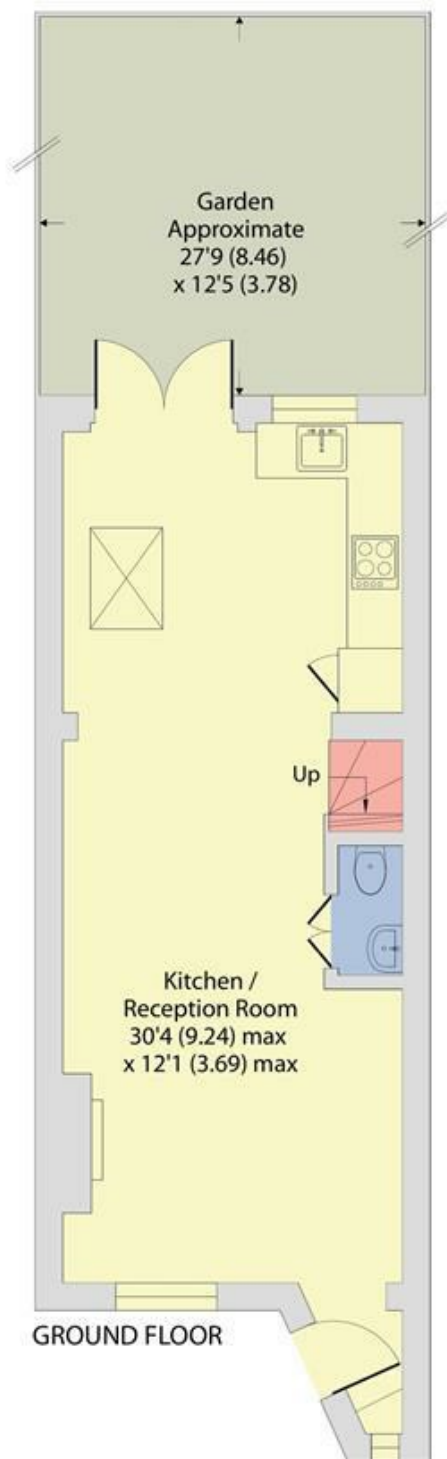 Garden
Approximate
27'9 (8.46)
x 12'5 (3.78)
Up
Kitchen /
Reception Room
30'4 (9.24) max
x 12'1 (3.69) max
GROUND FLOOR